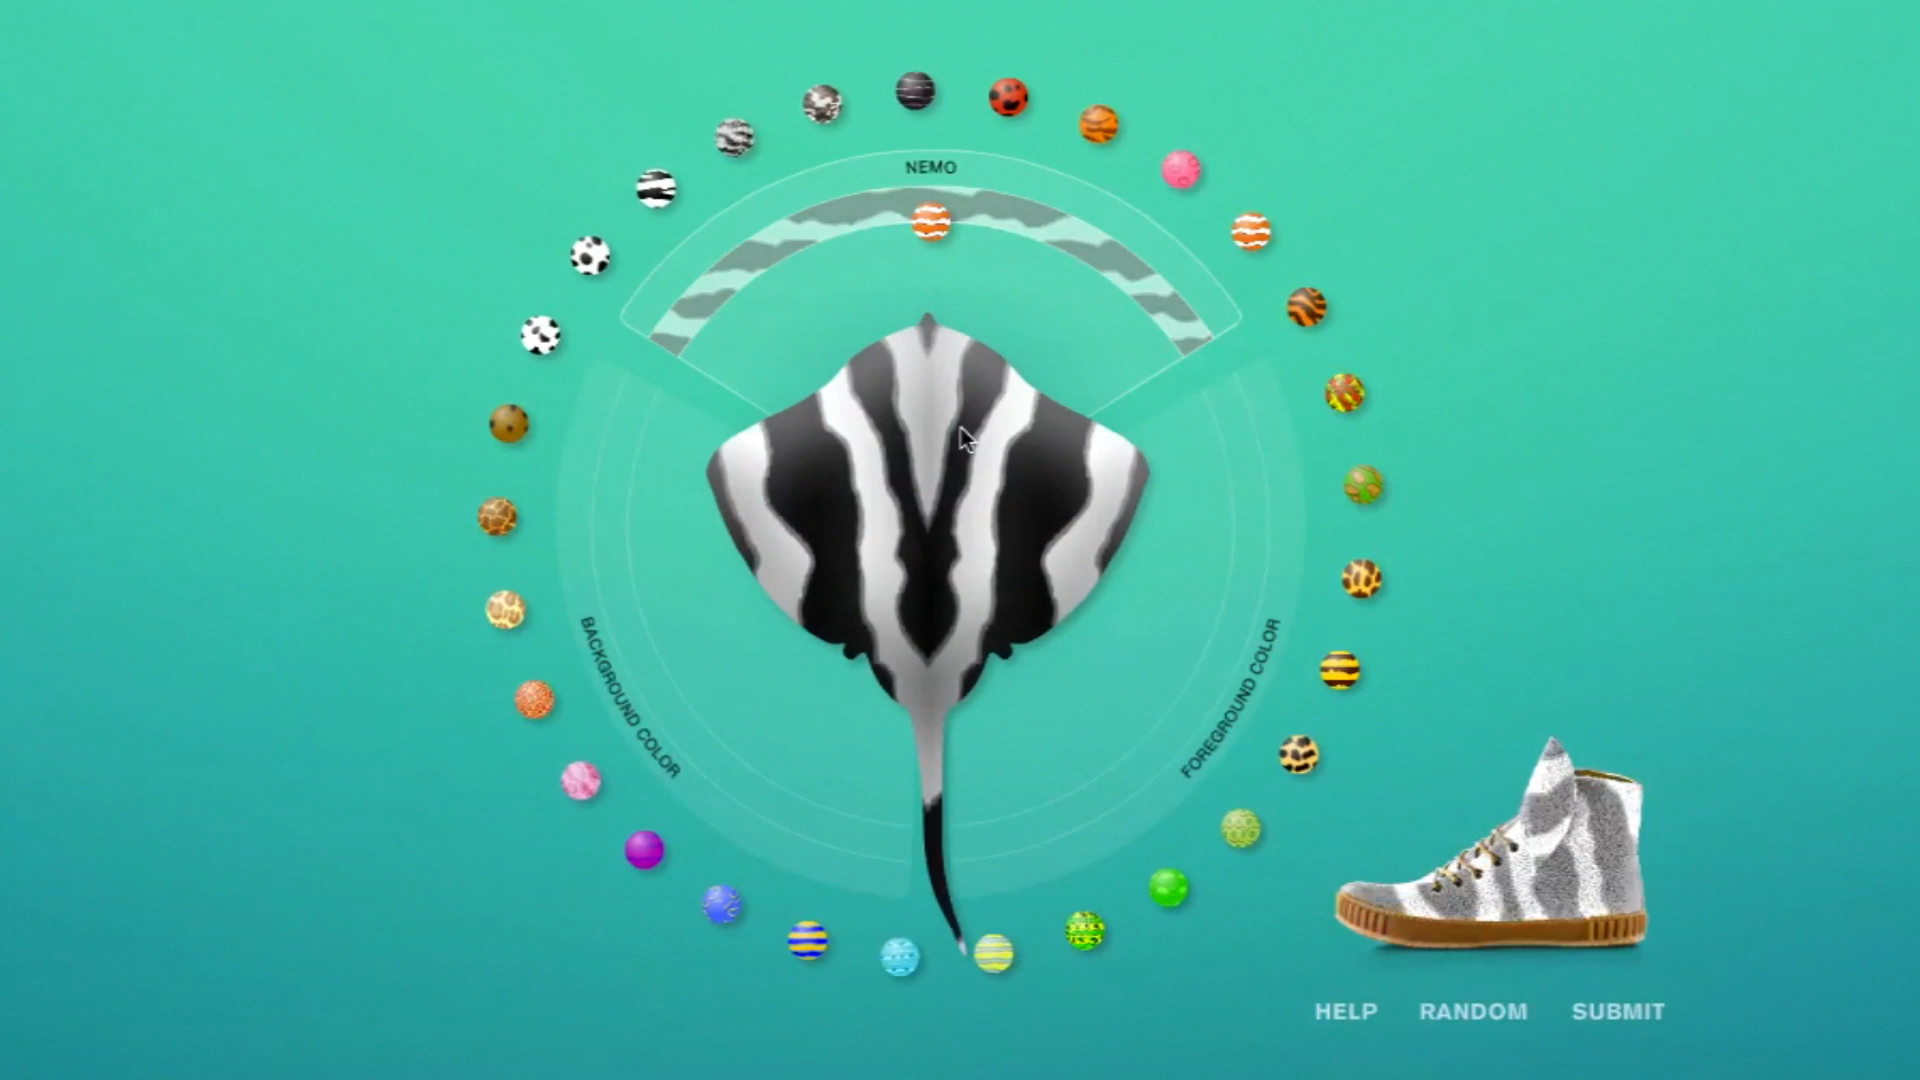 NEMO
BACKGROUND COLOR
FOREGROUND COLOR
HELP
RANDOM
SUBMIT